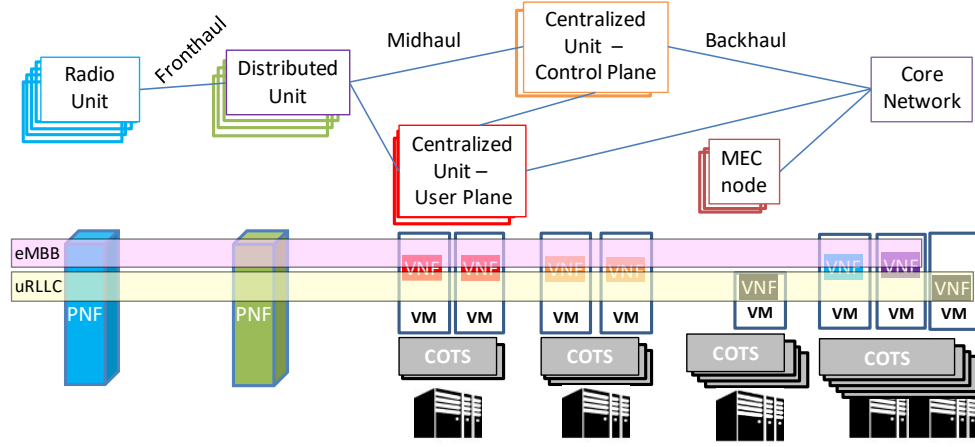 Fronthaul
Midhaul
Backhaul
Radio
Unit
Distributed
Unit
Centralized
Unit –
Control Plane
Core
Network
Centralized
Unit –
User Plane
MEC
node
eMBB
uRLLC
PNF
PNF
VNF
VNF
VNF
VNF
VNF
VNF
VNF
VNF
VM
VM
VM
VM
VM
VM
VM
VM
COTS
COTS
COTS
COTS